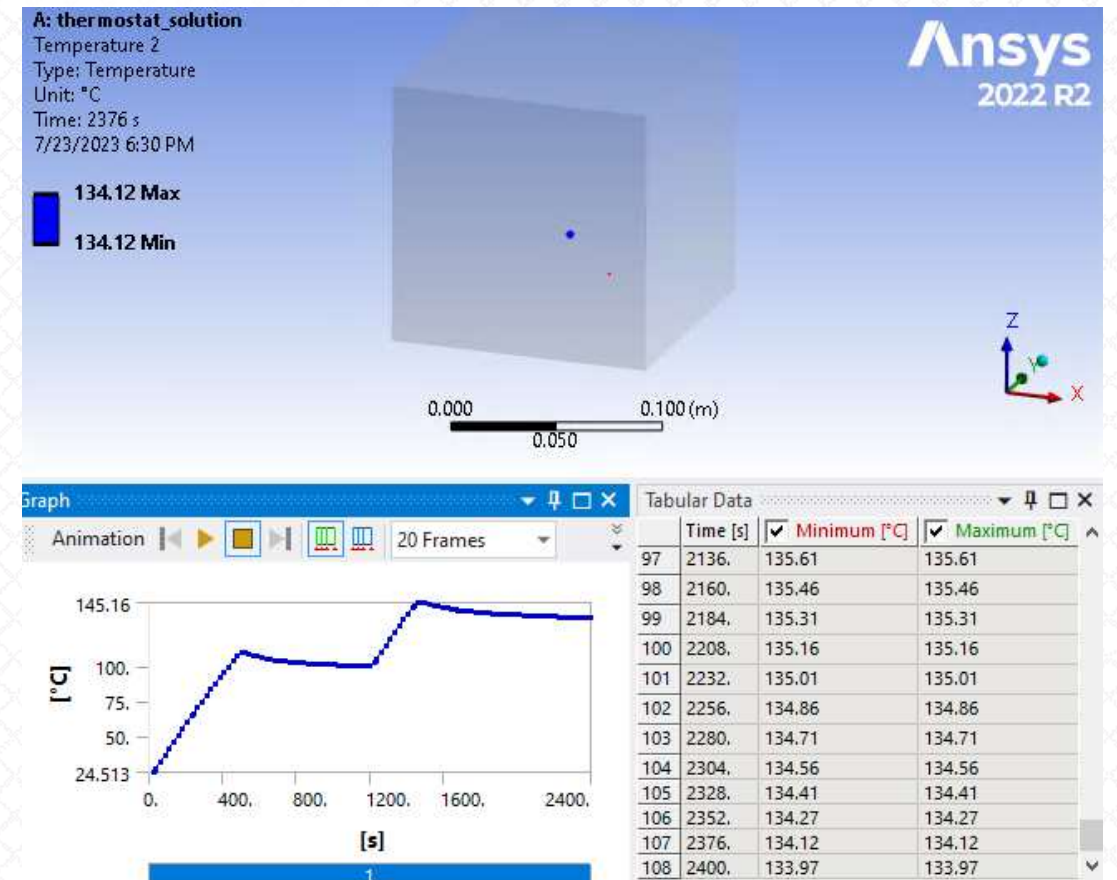 A: thermostat_solution
Temperature 2
Type: Temperature
Unit: °C
Time: 2376 s
7/23/2023 6:30 PM
134.12 Max
134.12 Min
Ansys
2022 R2
Z
Y
X
0.000 0.100 (m)
0.050
Graph
Animation 20 Frames
145.16
100.
75.
50.
24.513
[°C]
0. 400. 800. 1200. 1600. 2400.
[s]
1
Tabular Data
Time [s] Minimum [°C] Maximum [°C]
97 2136. 135.61 135.61
98 2160. 135.46 135.46
99 2184. 135.31 135.31
100 2208. 135.16 135.16
101 2232. 135.01 135.01
102 2256. 134.86 134.86
103 2280. 134.71 134.71
104 2304. 134.56 134.56
105 2328. 134.41 134.41
106 2352. 134.27 134.27
107 2376. 134.12 134.12
108 2400. 133.97 133.97